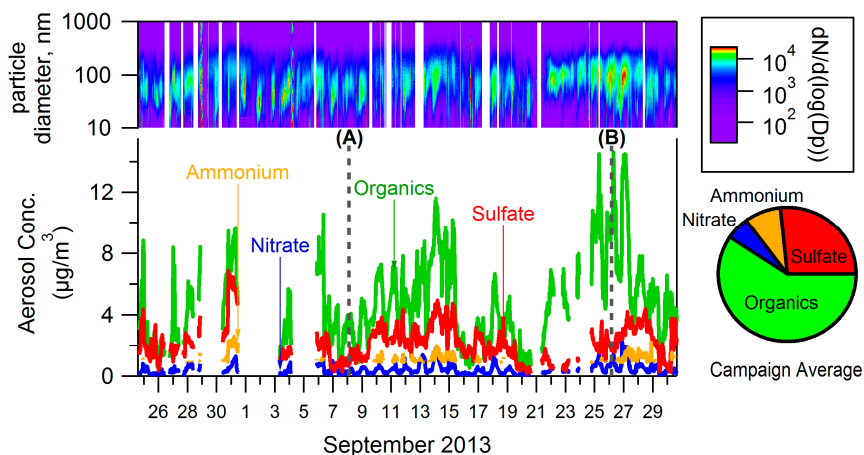 particle
diameter, nm
1000
100
10
10⁴
10³
10²
dN/d(log(Dp))
(A)
(B)
Aerosol Conc.
(µg/m³)
12
8
4
0
Ammonium
Nitrate
Organics
Sulfate
26 28 30 1 3 5 7 9 11 13 15 17 19 21 23 25 27 29
September 2013
Ammonium
Nitrate
Sulfate
Organics
Campaign Average